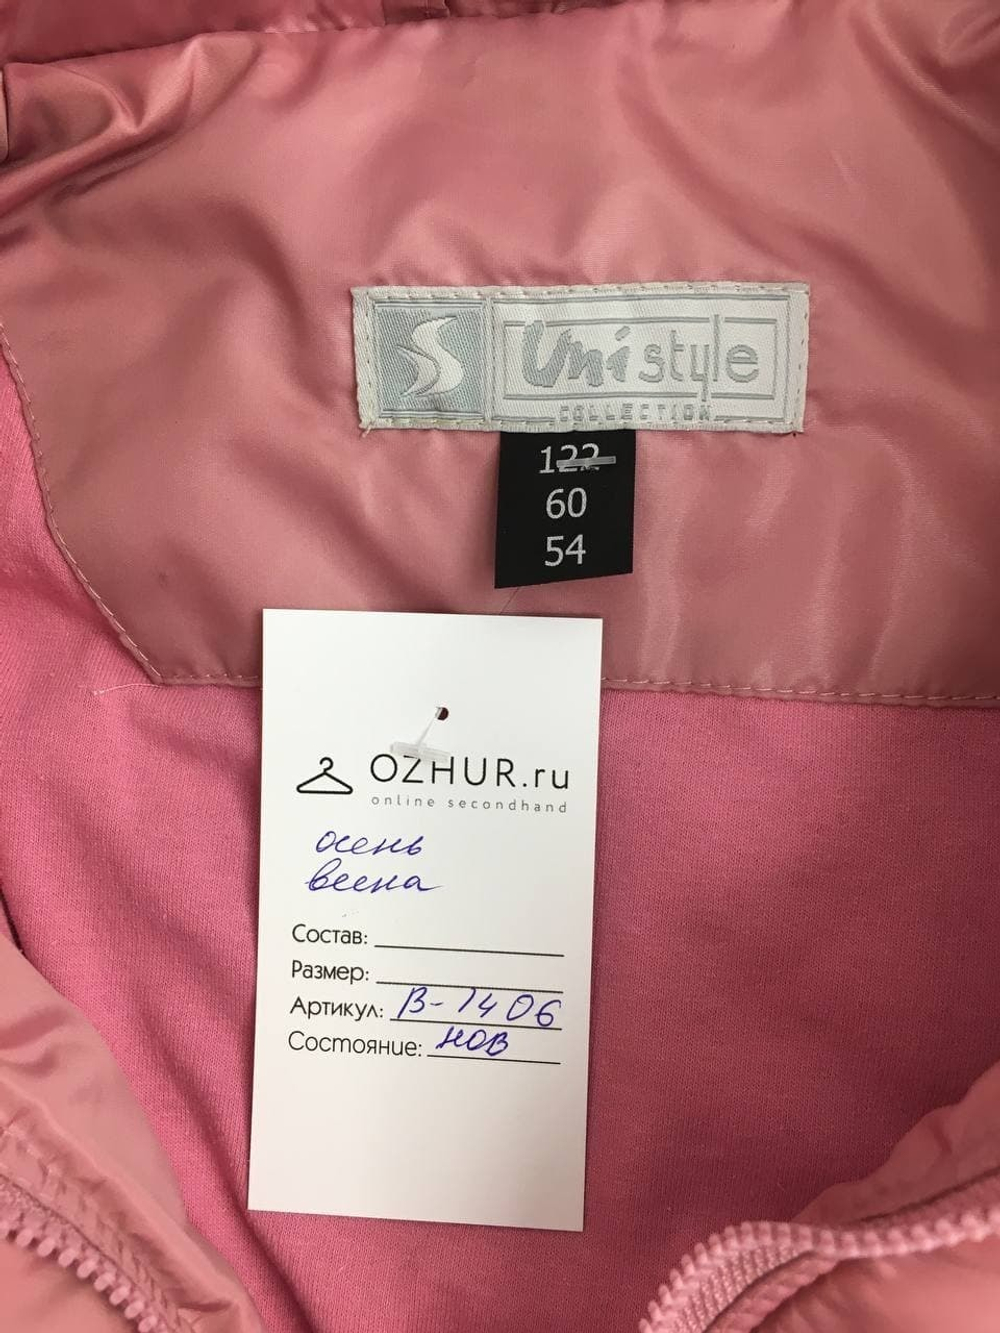 Uni style
COLLECTION
122
60
54
OZHUR.ru
online secondhand
осень
весна
Состав:
Размер:
Артикул: В-1406
Состояние: нов